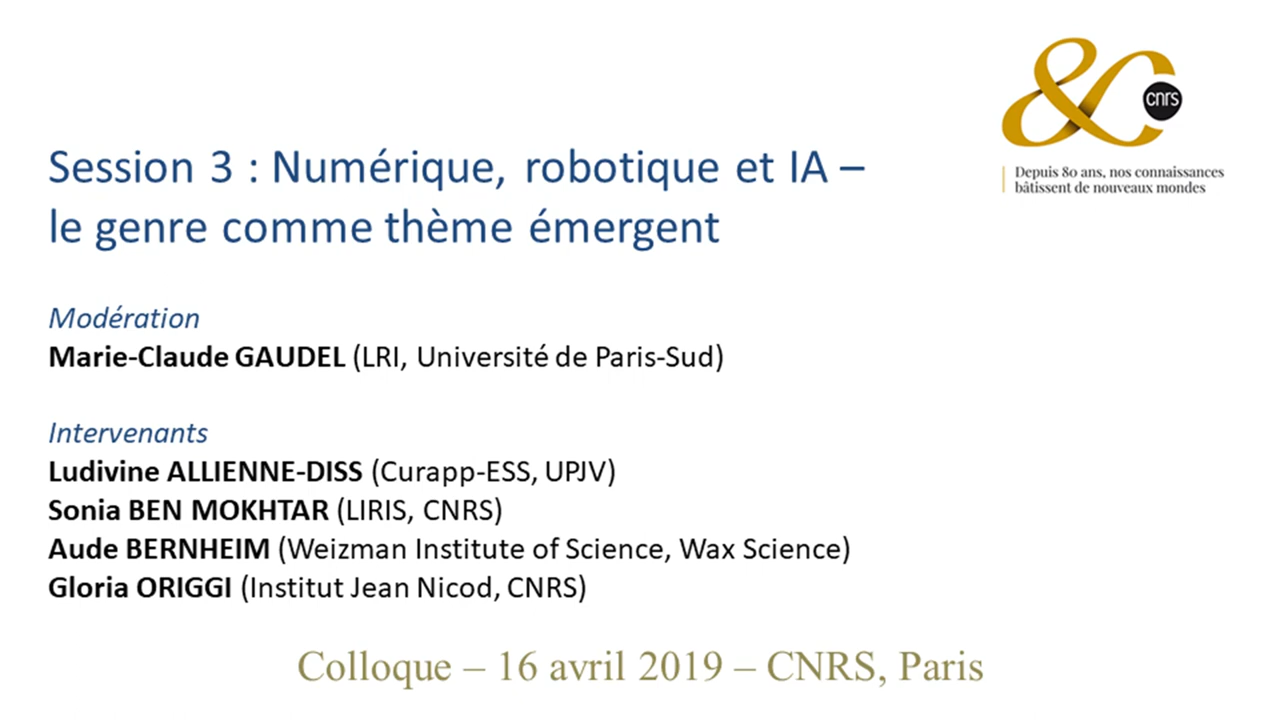 cnrs
Depuis 80 ans, nos connaissances
bâtissent de nouveaux mondes
Session 3 : Numérique, robotique et IA –
le genre comme thème émergent
Modération
Marie-Claude GAUDEL (LRI, Université de Paris-Sud)
Intervenants
Ludivine ALLIENNE-DISS (Curapp-ESS, UPJV)
Sonia BEN MOKHTAR (LIRIS, CNRS)
Aude BERNHEIM (Weizman Institute of Science, Wax Science)
Gloria ORIGGI (Institut Jean Nicod, CNRS)
Colloque – 16 avril 2019 – CNRS, Paris